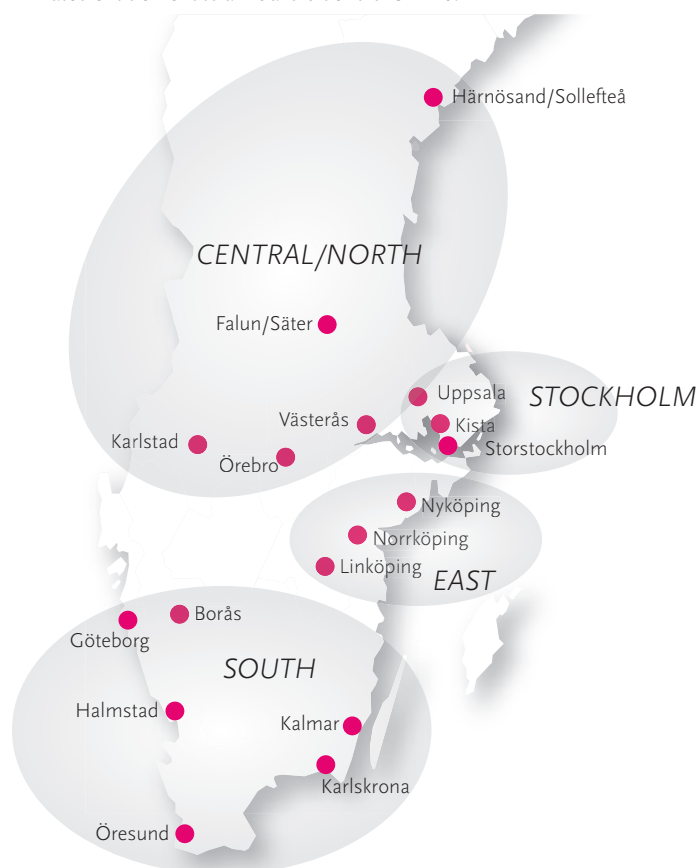 Härnösand/Sollefteå
CENTRAL/NORTH
Falun/Säter
Uppsala
STOCKHOLM
Västerås
Kista
Karlstad
Storstockholm
Örebro
Nyköping
Norrköping
Linköping
EAST
Borås
Göteborg
SOUTH
Halmstad
Kalmar
Karlskrona
Öresund